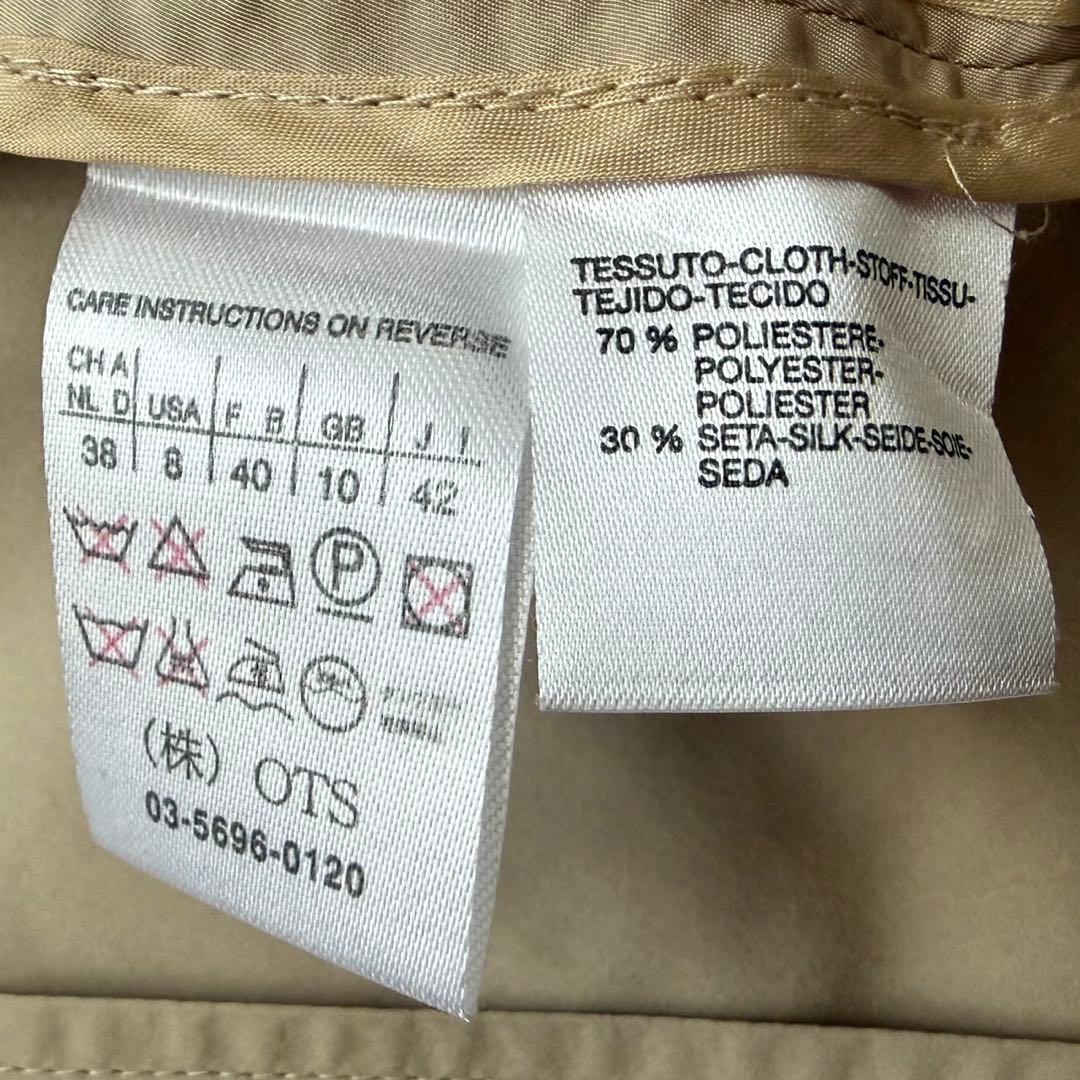 CARE INSTRUCTIONS ON REVERSE
CH A
NL D USA F B GB J I
38 8 40 10 42
P
(株) OTS
03-5696-0120
TESSUTO-CLOTH-STOFF-TISSU-
TEJIDO-TECIDO
70 % POLIESTERE-
POLYESTER-
POLIESTER
30 % SETA-SILK-SEIDE-SOIE-
SEDA